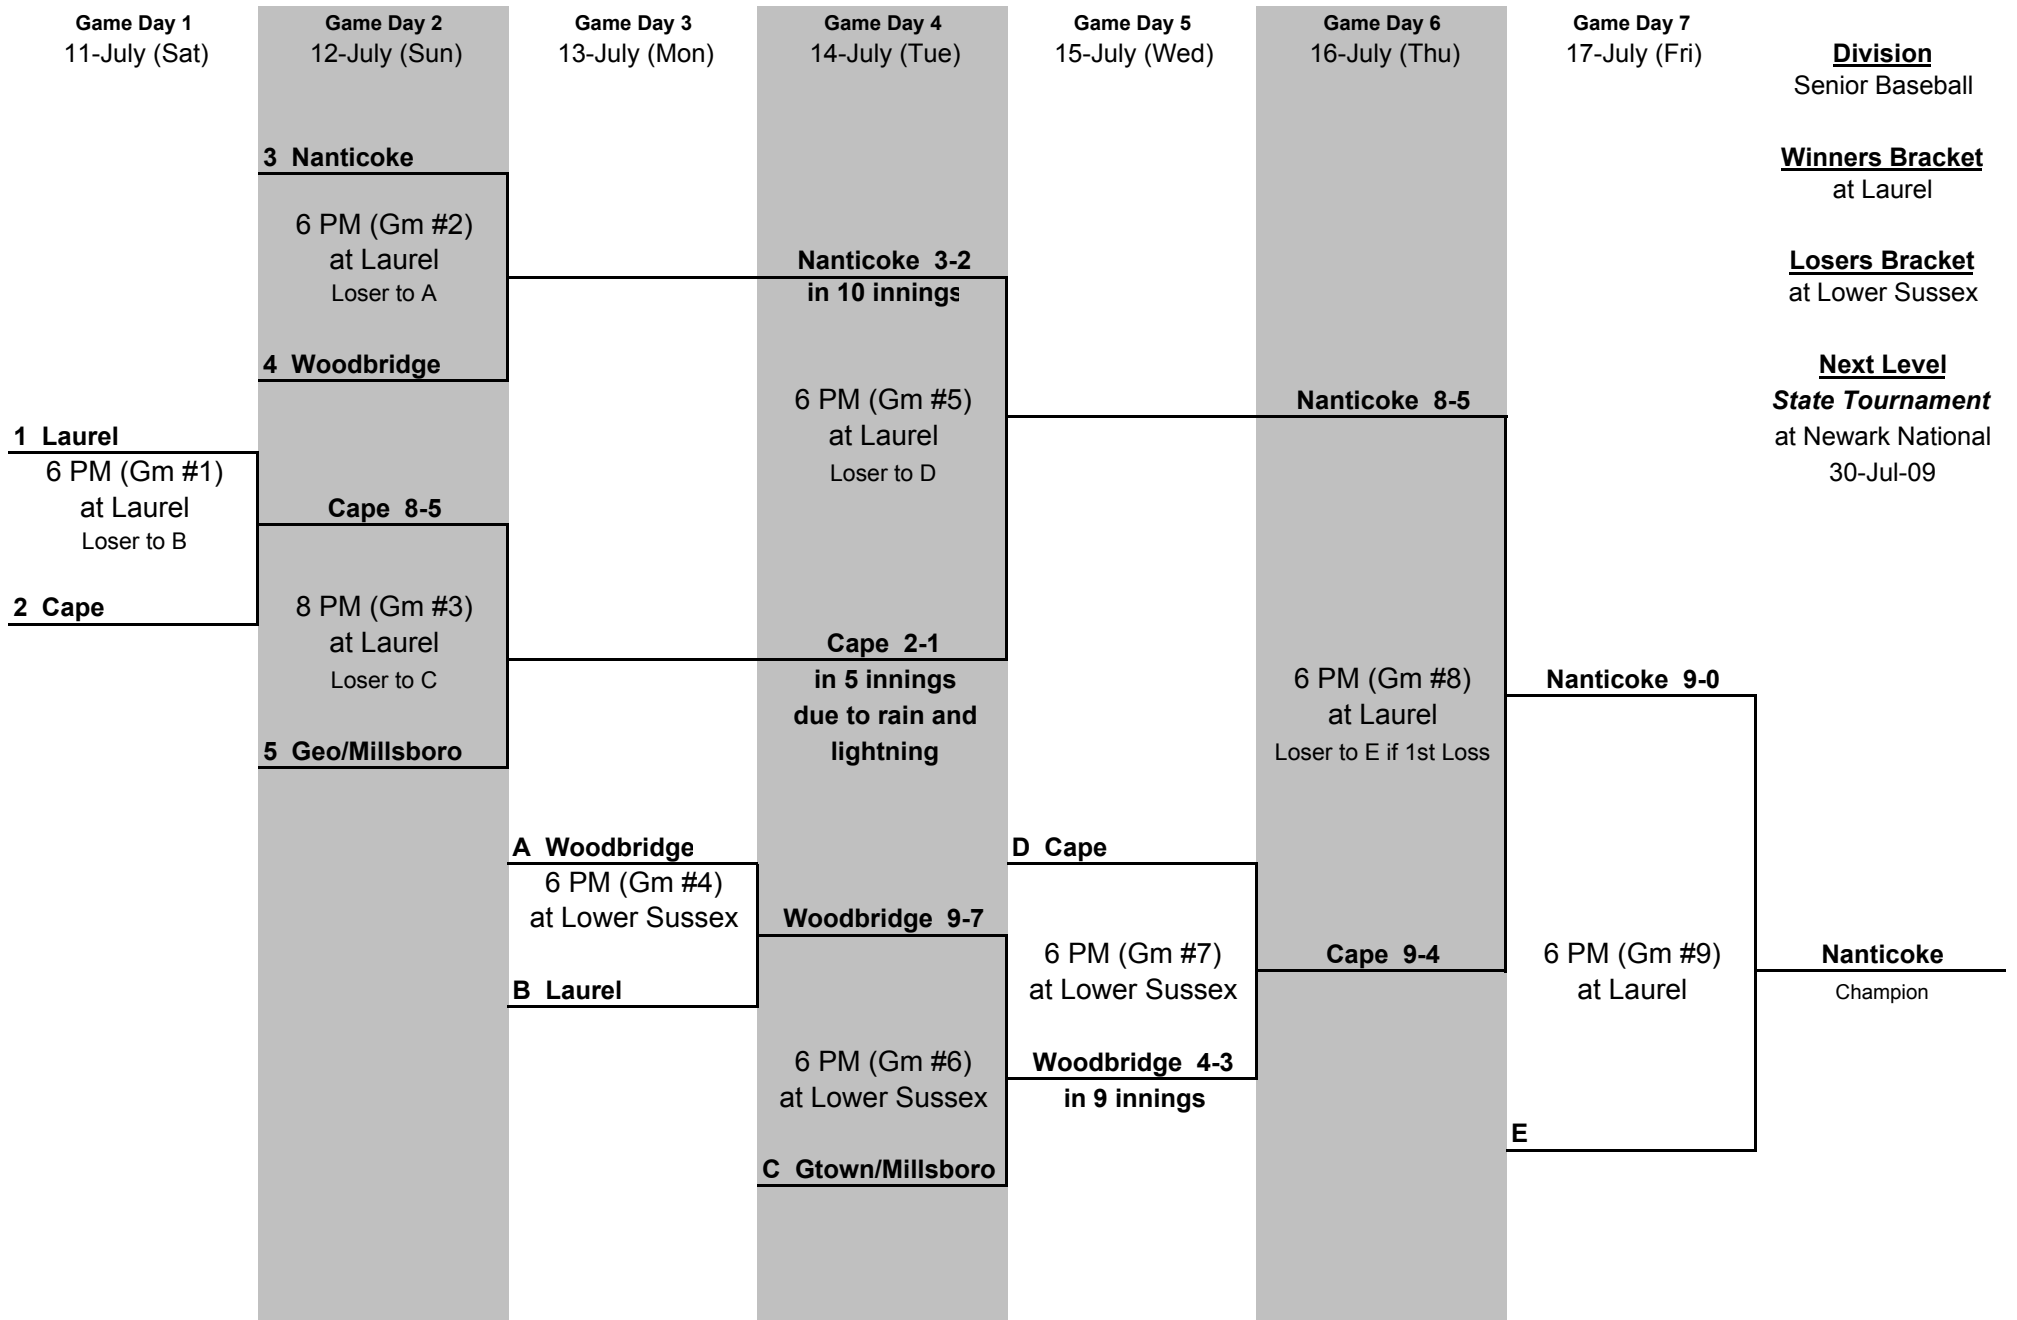 Game Day 1
11-July (Sat)
Game Day 2
12-July (Sun)
Game Day 3
13-July (Mon)
Game Day 4
14-July (Tue)
Game Day 5
15-July (Wed)
Game Day 6
16-July (Thu)
Game Day 7
17-July (Fri)
Division
Senior Baseball
Winners Bracket
at Laurel
Losers Bracket
at Lower Sussex
Next Level
State Tournament
at Newark National
30-Jul-09
1 Laurel
6 PM (Gm #1)
at Laurel
Loser to B
2 Cape
3 Nanticoke
6 PM (Gm #2)
at Laurel
Loser to A
4 Woodbridge
Cape 8-5
8 PM (Gm #3)
at Laurel
Loser to C
5 Geo/Millsboro
A Woodbridge
6 PM (Gm #4)
at Lower Sussex
B Laurel
Nanticoke 3-2
in 10 innings
6 PM (Gm #5)
at Laurel
Loser to D
Cape 2-1
in 5 innings
due to rain and
lightning
Woodbridge 9-7
6 PM (Gm #6)
at Lower Sussex
C Gtown/Millsboro
D Cape
6 PM (Gm #7)
at Lower Sussex
Woodbridge 4-3
in 9 innings
Nanticoke 8-5
6 PM (Gm #8)
at Laurel
Loser to E if 1st Loss
Cape 9-4
Nanticoke 9-0
6 PM (Gm #9)
at Laurel
E
Nanticoke
Champion